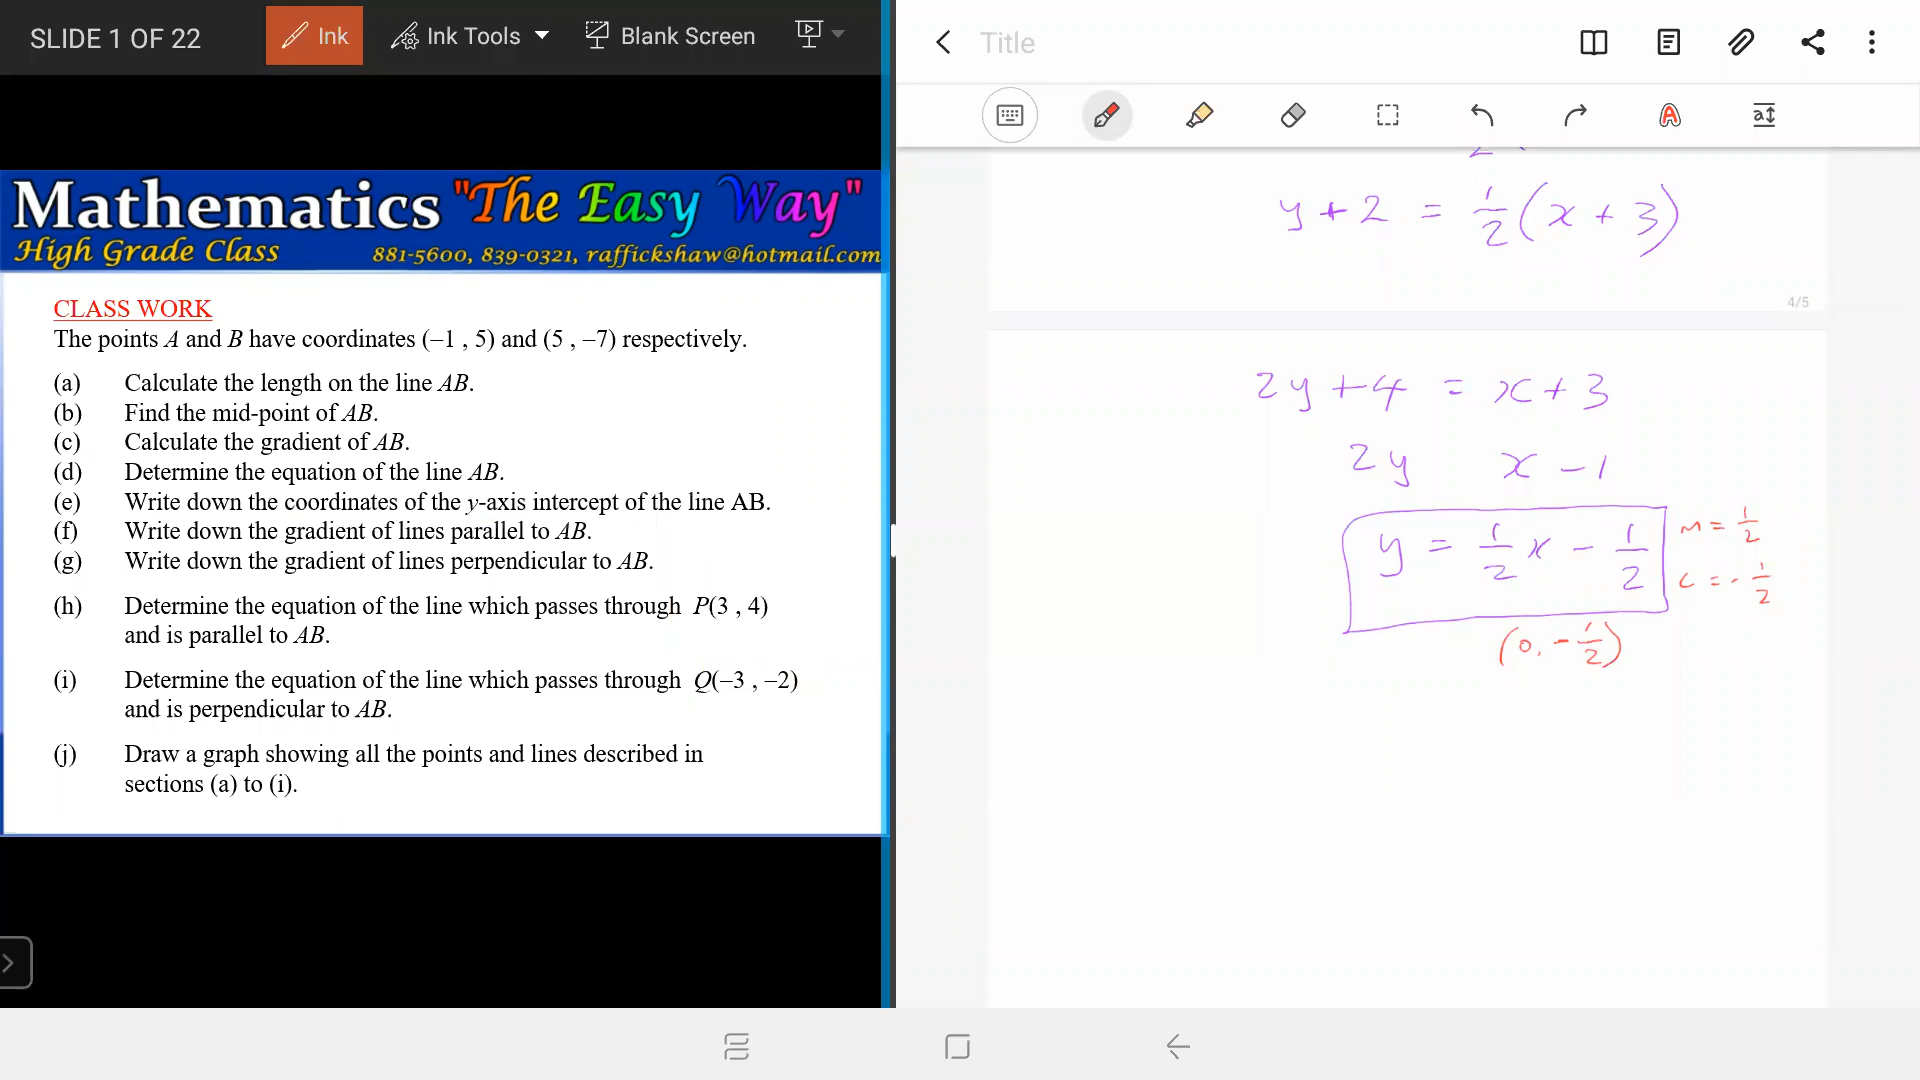 SLIDE 1 OF 22
Ink
Ink Tools
Blank Screen
Mathematics "The Easy Way"
High Grade Class
881-5600, 839-0321, raffickshaw@hotmail.com
CLASS WORK
The points A and B have coordinates (–1 , 5) and (5 , –7) respectively.
(a) Calculate the length on the line AB.
(b) Find the mid-point of AB.
(c) Calculate the gradient of AB.
(d) Determine the equation of the line AB.
(e) Write down the coordinates of the y-axis intercept of the line AB.
(f) Write down the gradient of lines parallel to AB.
(g) Write down the gradient of lines perpendicular to AB.
(h) Determine the equation of the line which passes through P(3 , 4)
and is parallel to AB.
(i) Determine the equation of the line which passes through Q(–3 , –2)
and is perpendicular to AB.
(j) Draw a graph showing all the points and lines described in
sections (a) to (i).
Title
y + 2 = 1/2 (x + 3)
4/5
2y + 4 = x + 3
2y x – 1
y = 1/2 x – 1/2
m = 1/2
c = - 1/2
(0, - 1/2)